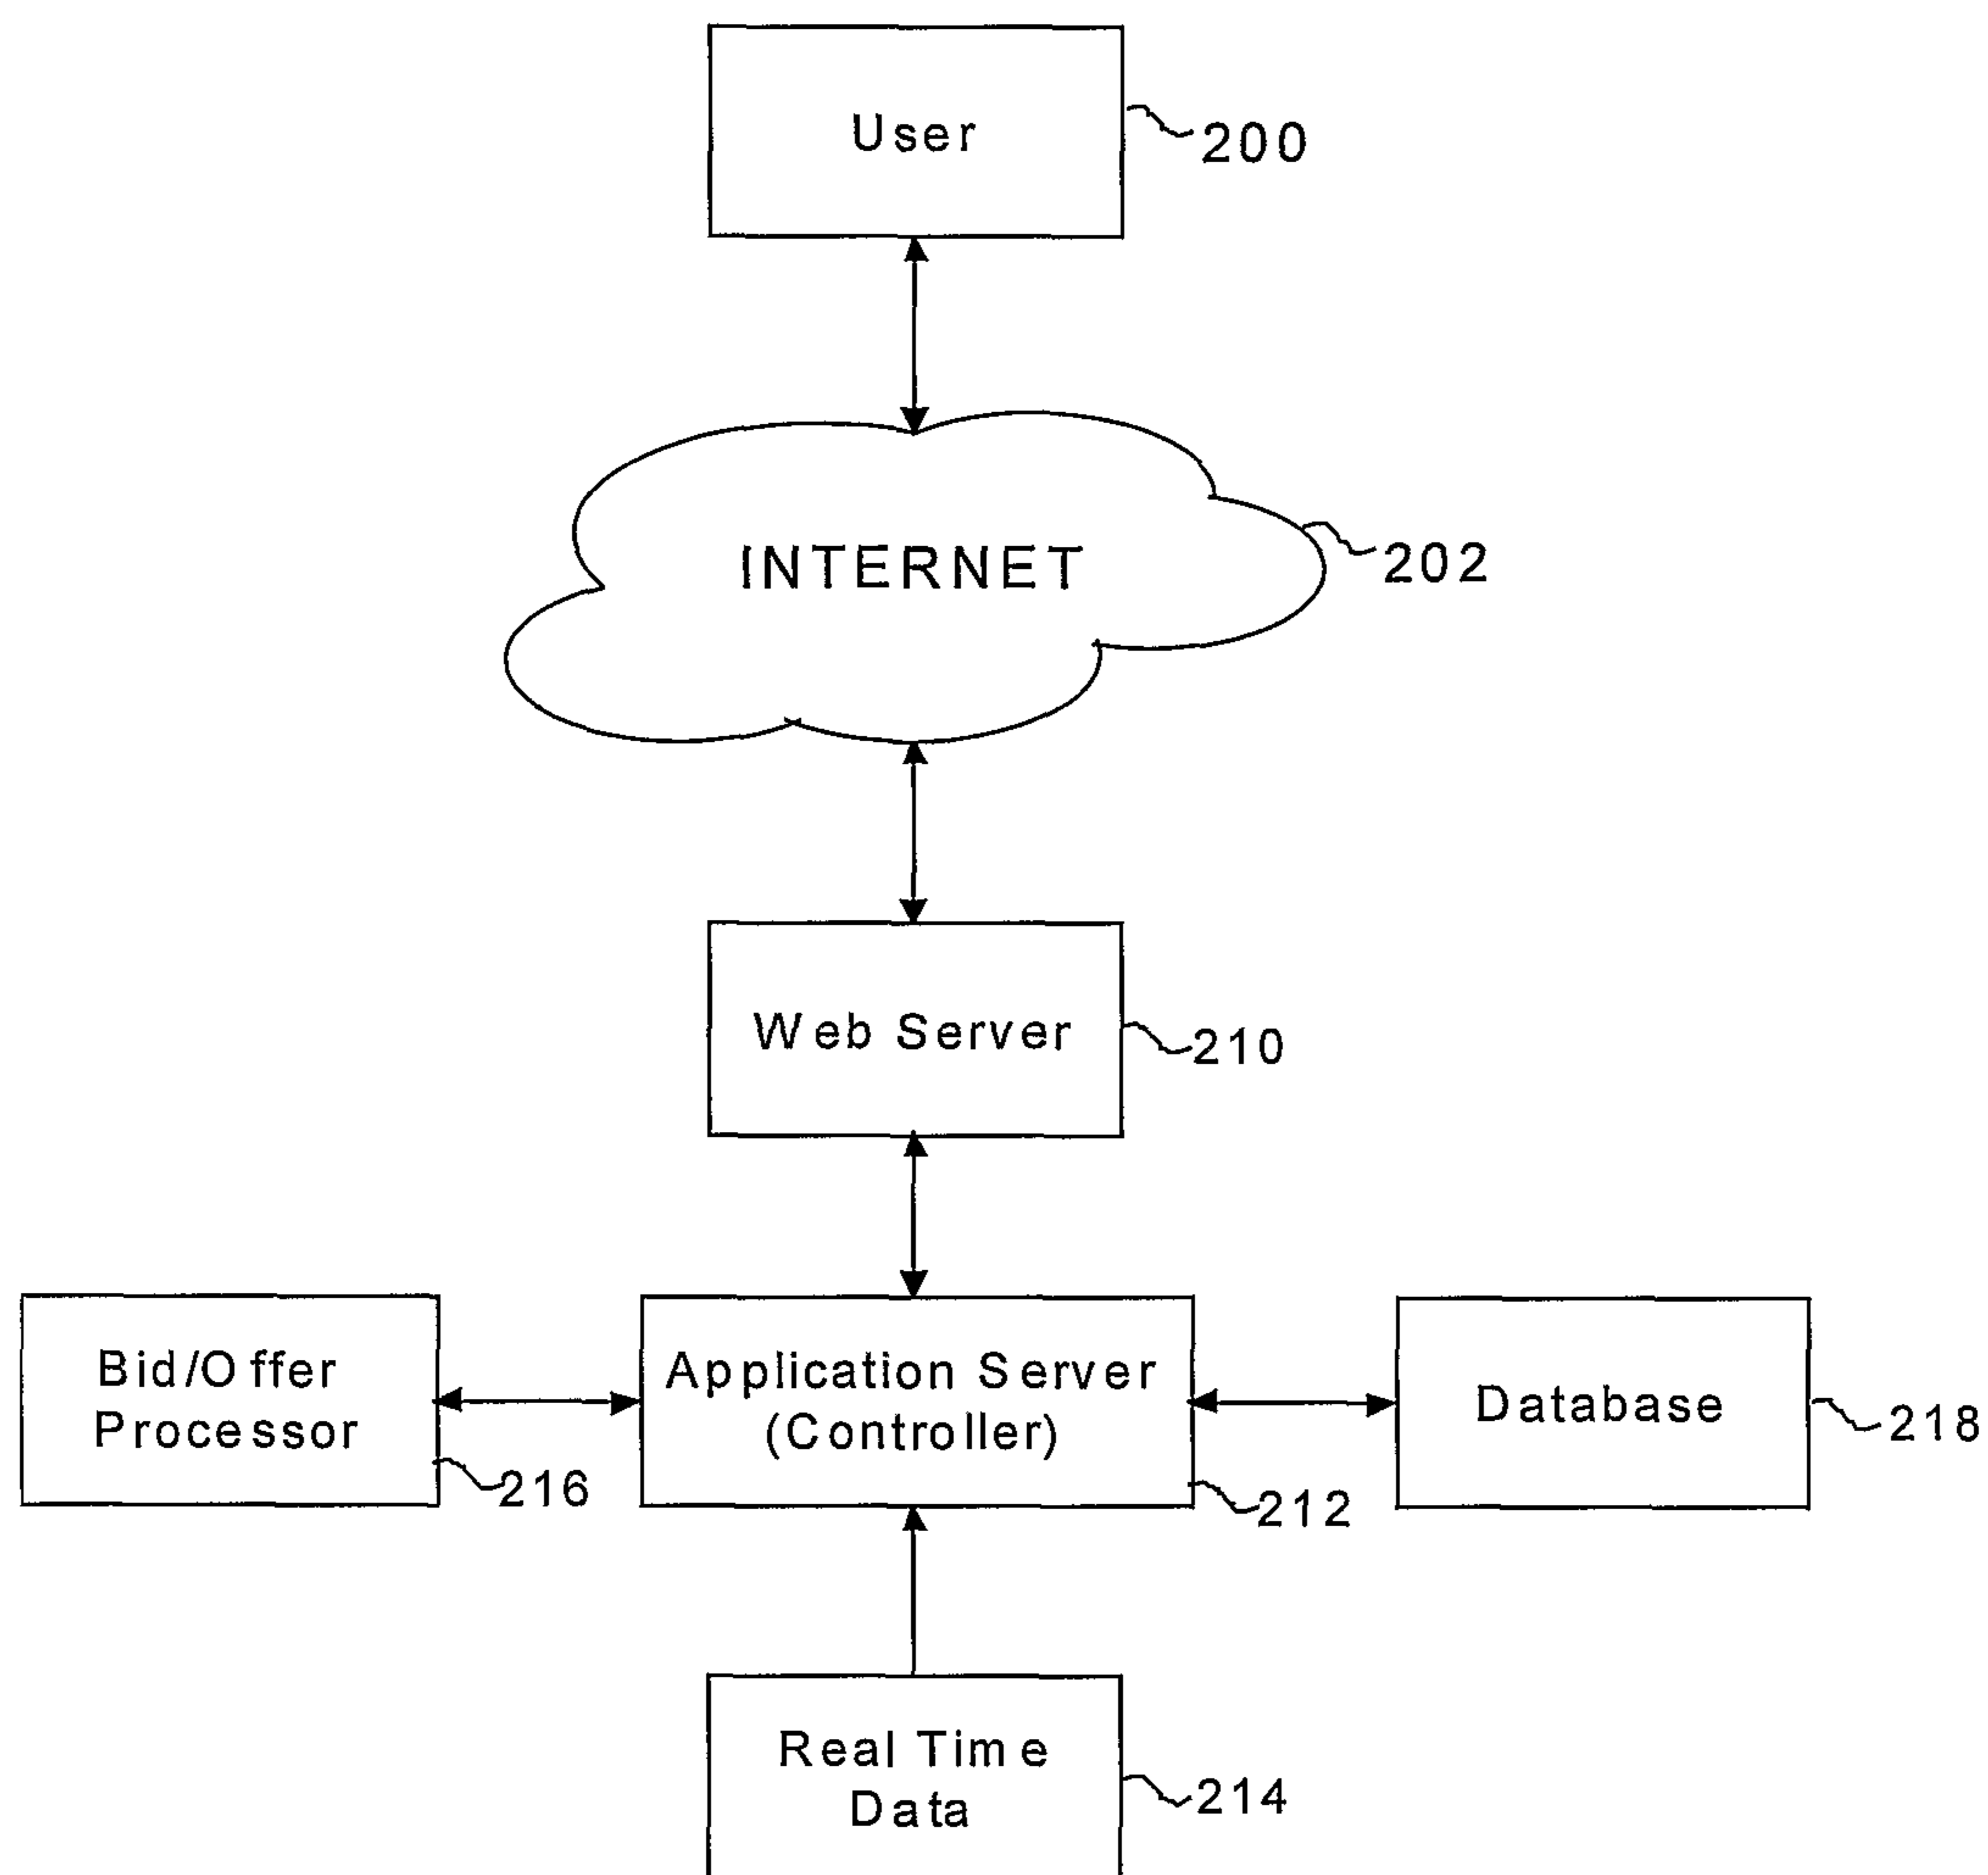 User
200
INTERNET
202
Web Server
210
Bid/Offer
Processor
216
Application Server
(Controller)
212
Database
218
Real Time
Data
214